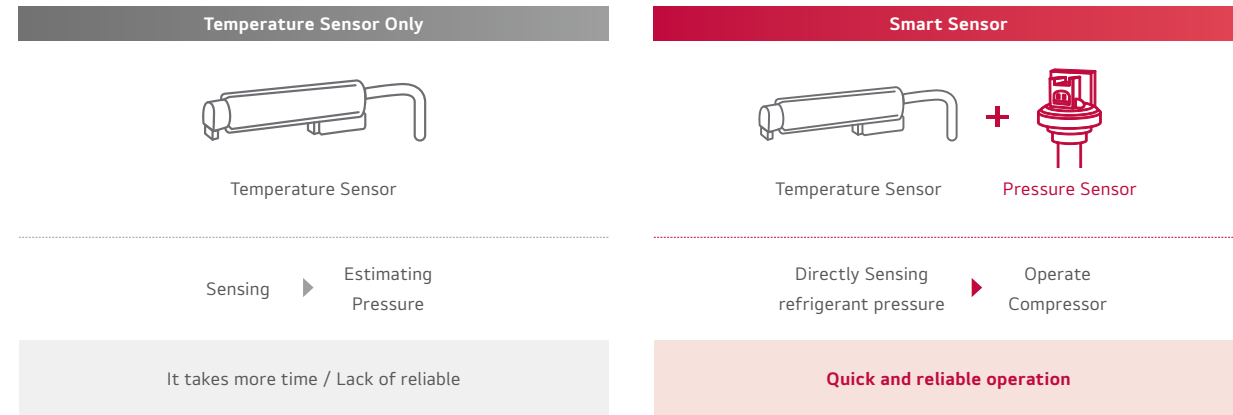 Temperature Sensor Only
Temperature Sensor
Sensing
Estimating
Pressure
It takes more time / Lack of reliable
Smart Sensor
Temperature Sensor
+
Pressure Sensor
Directly Sensing
refrigerant pressure
Operate
Compressor
Quick and reliable operation